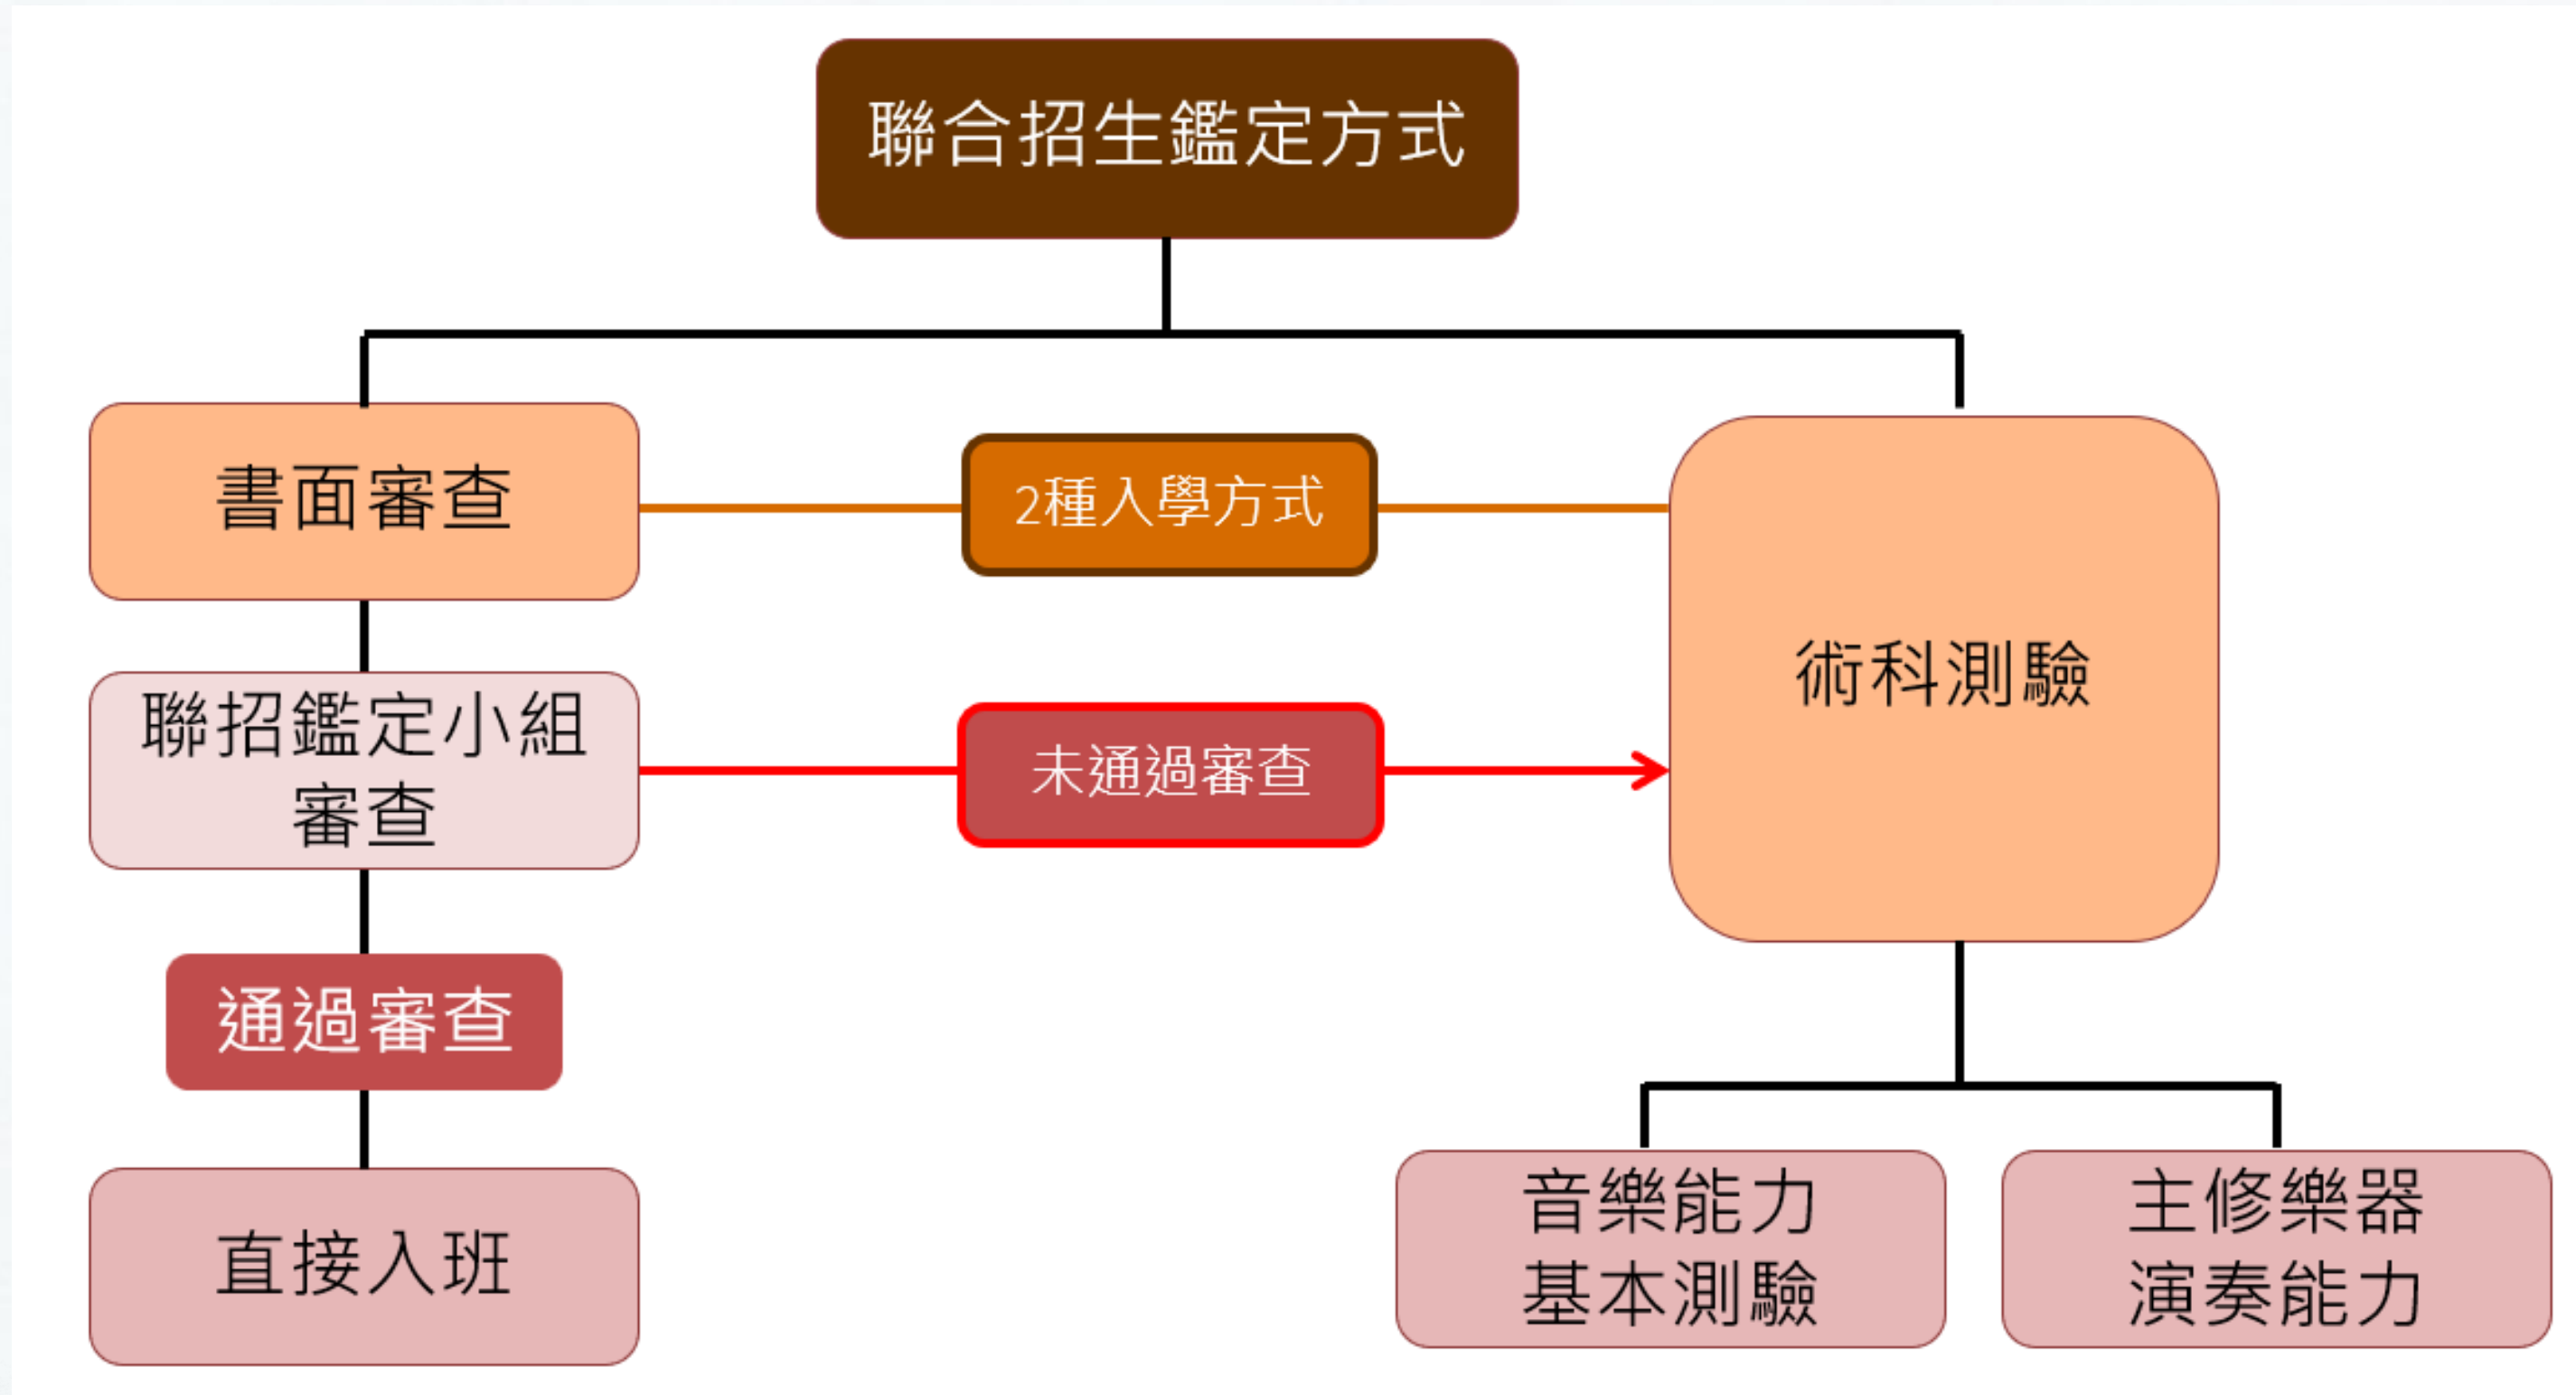 聯合招生鑑定方式
書面審查
2種入學方式
術科測驗
聯招鑑定小組
審查
未通過審查
通過審查
直接入班
音樂能力
基本測驗
主修樂器
演奏能力